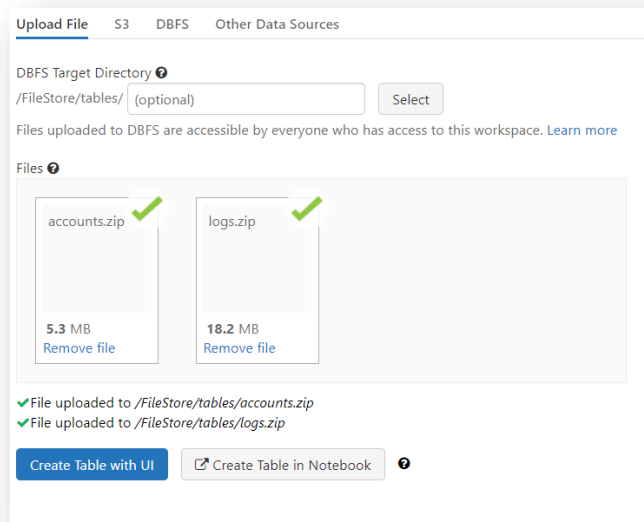 Upload File S3 DBFS Other Data Sources
DBFS Target Directory
/FileStore/tables/ (optional) Select
Files uploaded to DBFS are accessible by everyone who has access to this workspace. Learn more
Files
accounts.zip logs.zip
5.3 MB 18.2 MB
Remove file Remove file
File uploaded to /FileStore/tables/accounts.zip
File uploaded to /FileStore/tables/logs.zip
Create Table with UI Create Table in Notebook